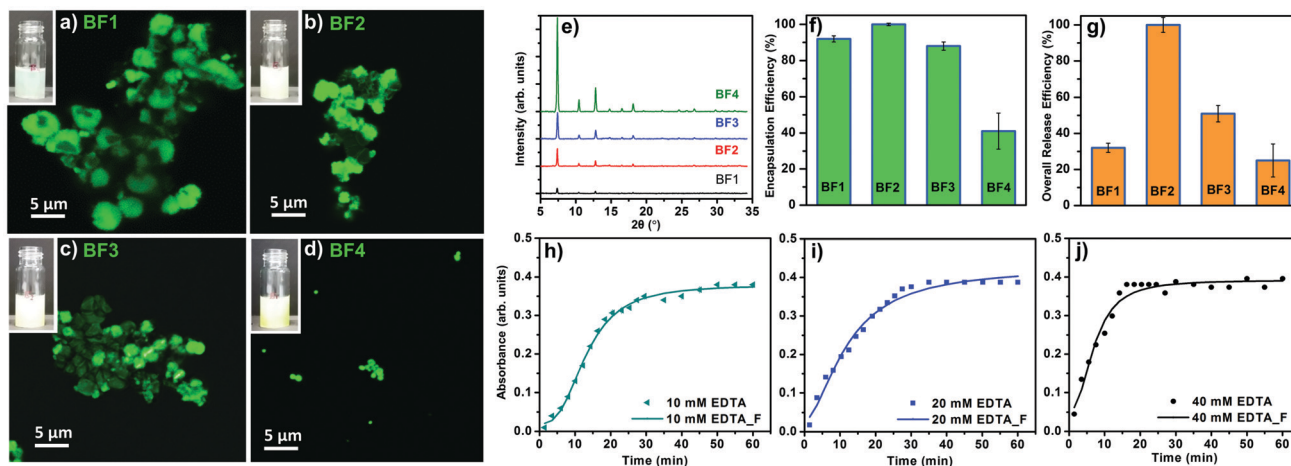 a) BF1
5 μm
b) BF2
5 μm
c) BF3
5 μm
d) BF4
5 μm
e)
Intensity (arb. units)
BF4
BF3
BF2
BF1
5 10 15 20 25 30 35
2θ (°)
f)
Encapsulation Efficiency (%)
100
80
60
40
20
0
BF1 BF2 BF3 BF4
g)
Overall Release Efficiency (%)
100
80
60
40
20
0
BF1 BF2 BF3 BF4
h)
Absorbance (arb. units)
0.5
0.4
0.3
0.2
0.1
0.0
10 mM EDTA
10 mM EDTA_F
0 10 20 30 40 50 60
Time (min)
i)
0.5
0.4
0.3
0.2
0.1
0.0
20 mM EDTA
20 mM EDTA_F
0 10 20 30 40 50 60
Time (min)
j)
0.5
0.4
0.3
0.2
0.1
0.0
40 mM EDTA
40 mM EDTA_F
0 10 20 30 40 50 60
Time (min)